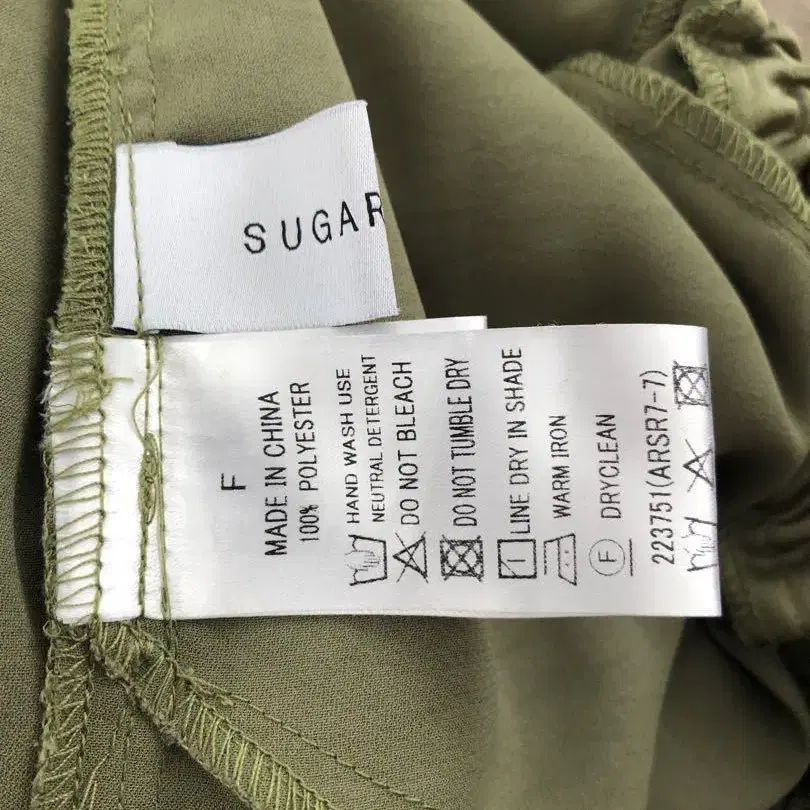 SUGAR
F
MADE IN CHINA
100% POLYESTER
HAND WASH USE
NEUTRAL DETERGENT
DO NOT BLEACH
DO NOT TUMBLE DRY
LINE DRY IN SHADE
WARM IRON
F
DRYCLEAN
223751(ARSR7-7)